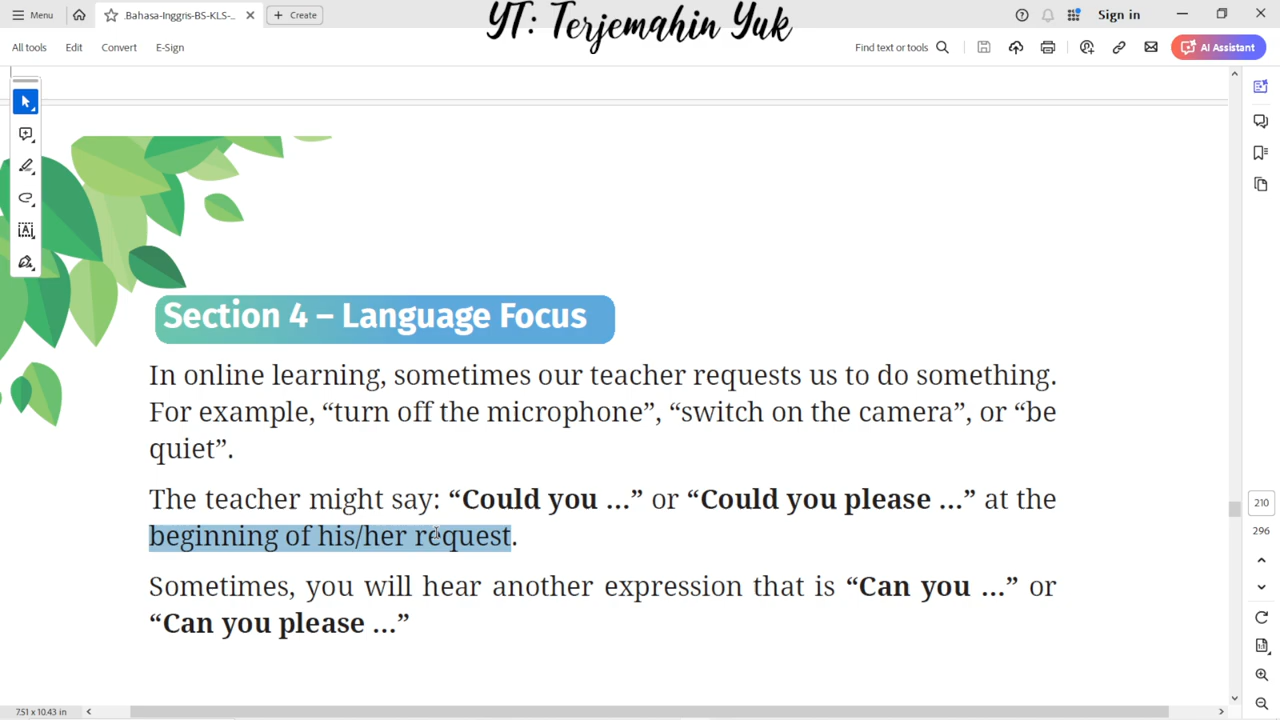 Menu
.Bahasa-Inggris-BS-KLS-...
Create
YT: Terjemahin Yuk
Sign in
All tools
Edit
Convert
E-Sign
Find text or tools
AI Assistant
Section 4 – Language Focus
In online learning, sometimes our teacher requests us to do something.
For example, “turn off the microphone”, “switch on the camera”, or “be
quiet”.
The teacher might say: “Could you ...” or “Could you please ...” at the
beginning of his/her request.
Sometimes, you will hear another expression that is “Can you ...” or
“Can you please ...”
210
296
7.51 x 10.43 in